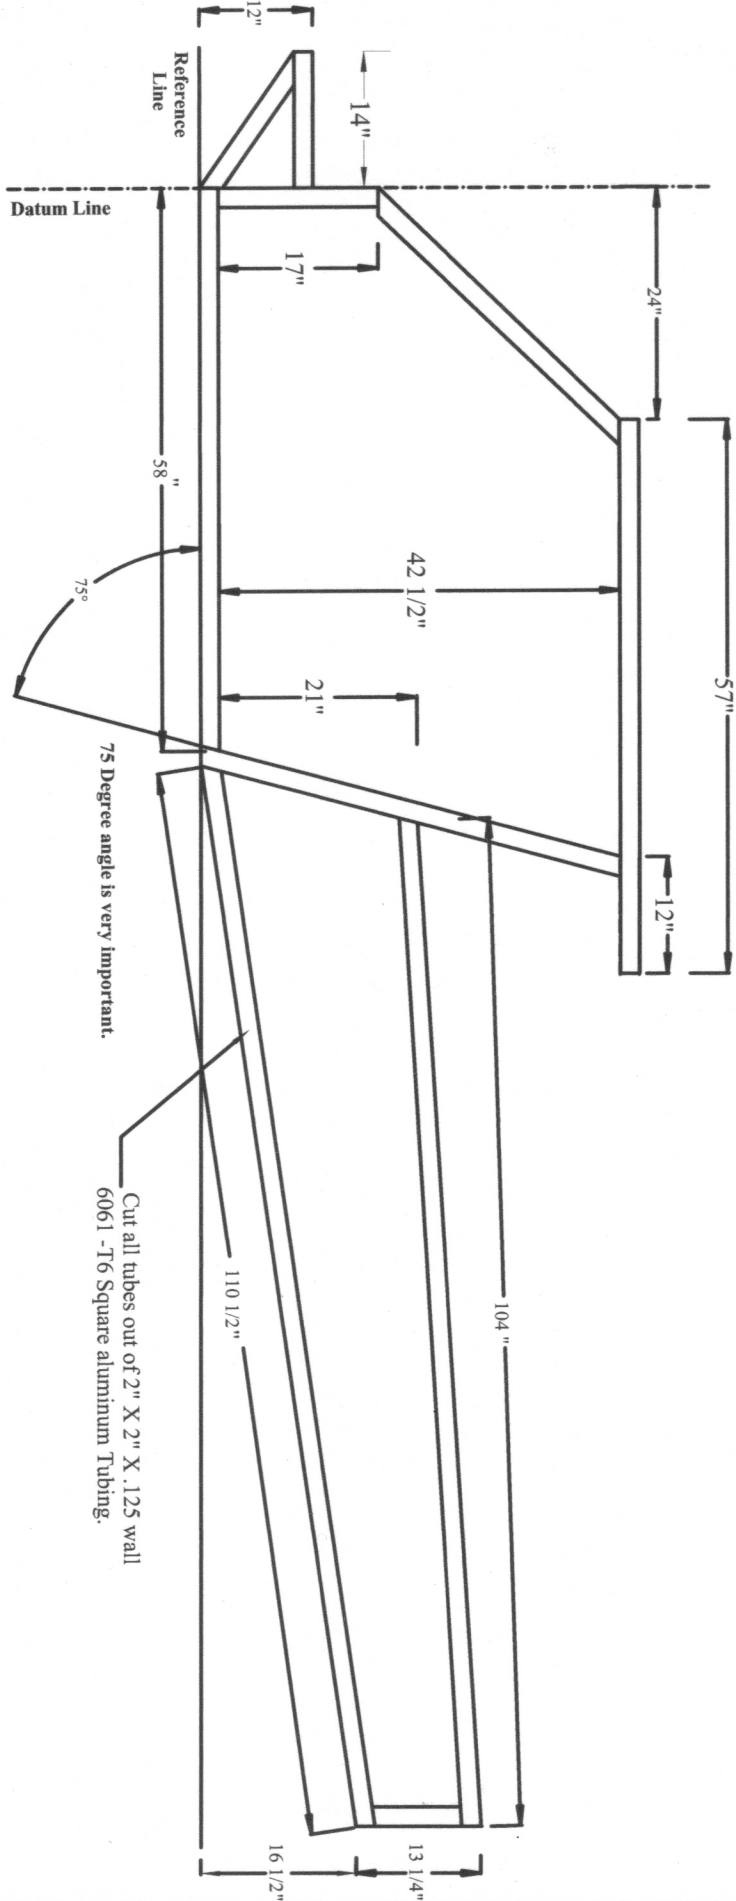 12"
Reference
Line
14"
Datum Line
17"
24"
58"
42 1/2"
57"
75°
21"
12"
75 Degree angle is very important.
Cut all tubes out of 2" X 2" X .125 wall
6061 -T6 Square aluminum Tubing.
110 1/2"
104 "
16 1/2"
13 1/4"